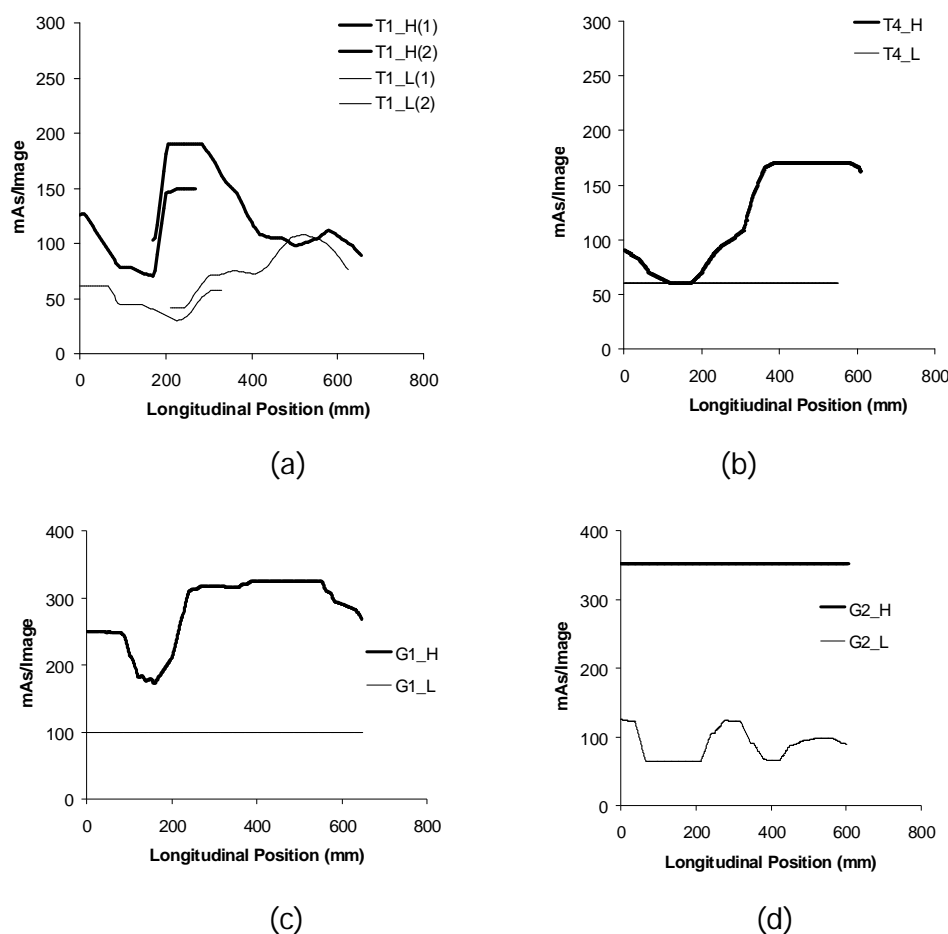 300
250
200
150
100
50
0
mAs/Image
0 200 400 600 800
Longitudinal Position (mm)
T1_H(1)
T1_H(2)
T1_L(1)
T1_L(2)
(a)
300
250
200
150
100
50
0
mAs/Image
0 200 400 600 800
Longitiudinal Position (mm)
T4_H
T4_L
(b)
400
300
200
100
0
mAs/Image
0 200 400 600 800
Longitudinal Position (mm)
G1_H
G1_L
(c)
400
300
200
100
0
mAs/Image
0 200 400 600 800
Longitudinal Position (mm)
G2_H
G2_L
(d)